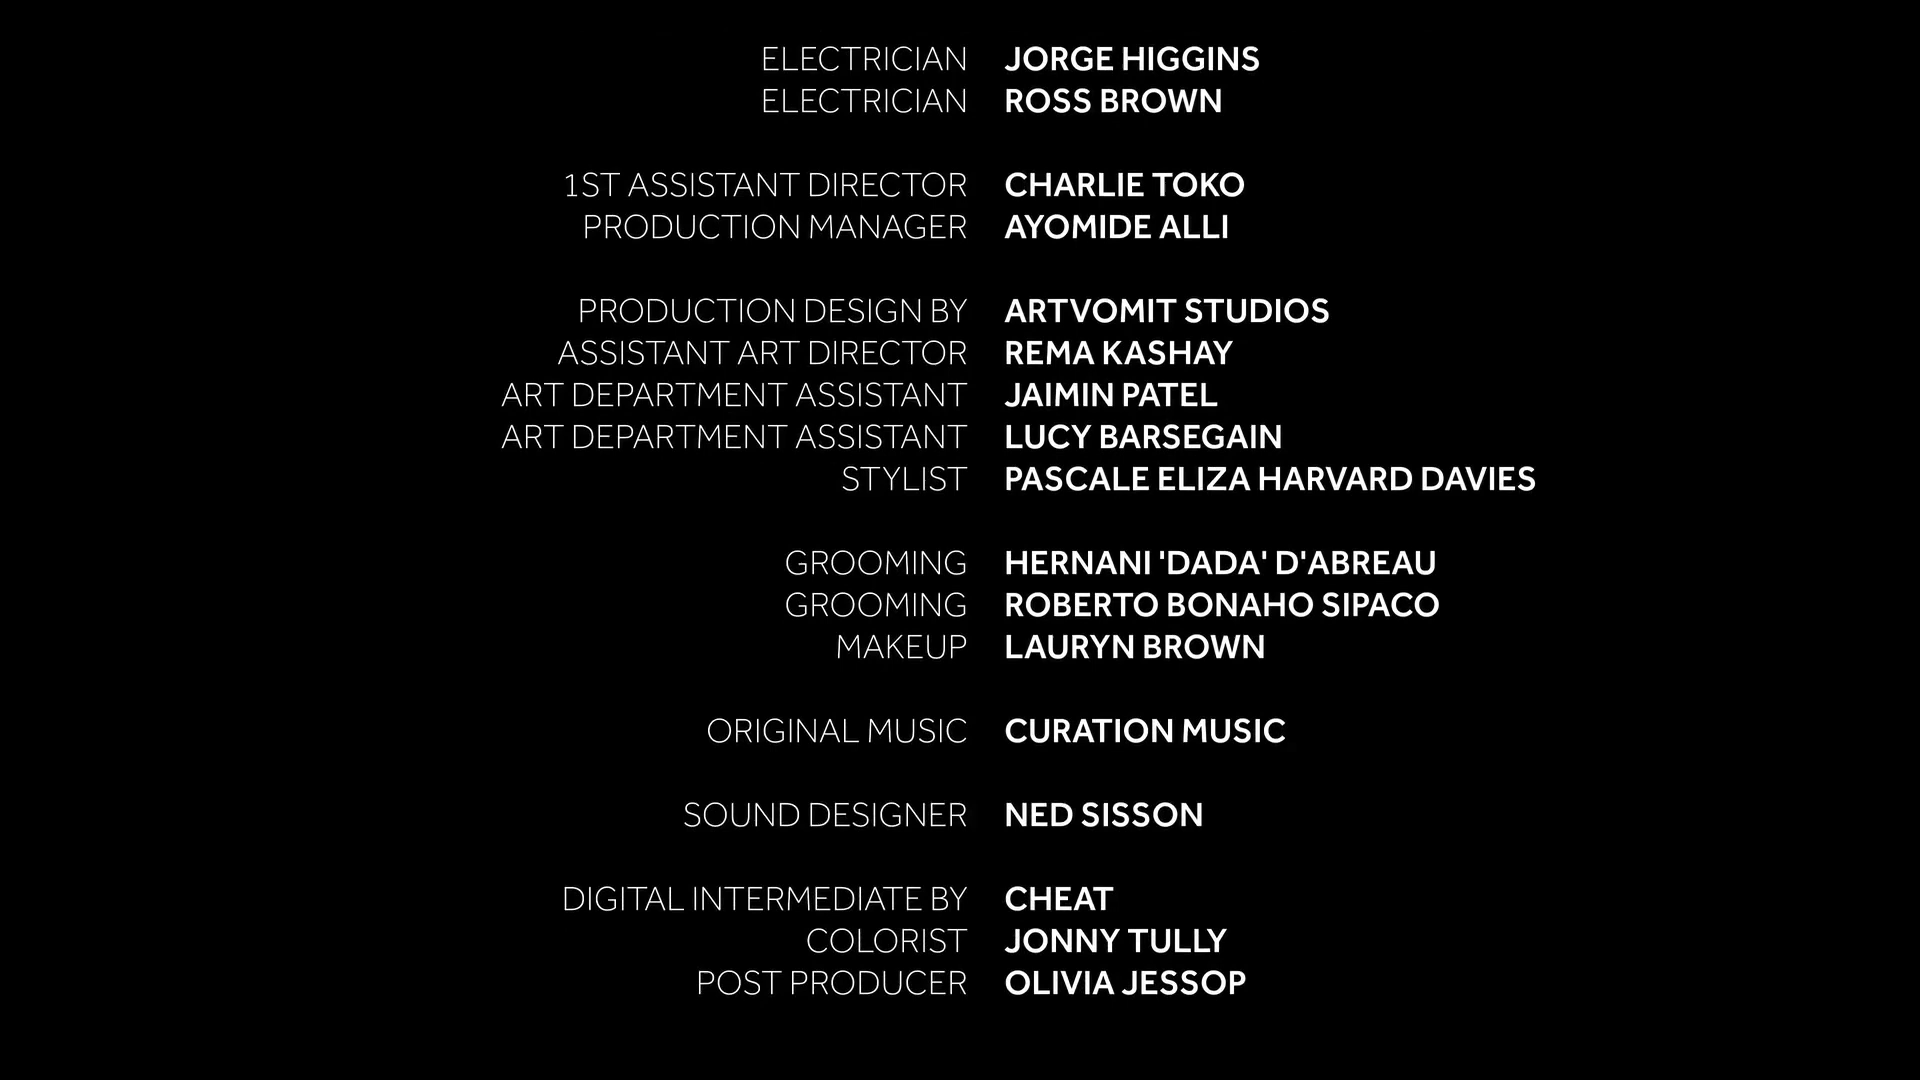 ELECTRICIAN JORGE HIGGINS
ELECTRICIAN ROSS BROWN
1ST ASSISTANT DIRECTOR CHARLIE TOKO
PRODUCTION MANAGER AYOMIDE ALLI
PRODUCTION DESIGN BY ARTVOMIT STUDIOS
ASSISTANT ART DIRECTOR REMA KASHAY
ART DEPARTMENT ASSISTANT JAIMIN PATEL
ART DEPARTMENT ASSISTANT LUCY BARSEGAIN
STYLIST PASCALE ELIZA HARVARD DAVIES
GROOMING HERNANI 'DADA' D'ABREAU
GROOMING ROBERTO BONAHO SIPACO
MAKEUP LAURYN BROWN
ORIGINAL MUSIC CURATION MUSIC
SOUND DESIGNER NED SISSON
DIGITAL INTERMEDIATE BY CHEAT
COLORIST JONNY TULLY
POST PRODUCER OLIVIA JESSOP